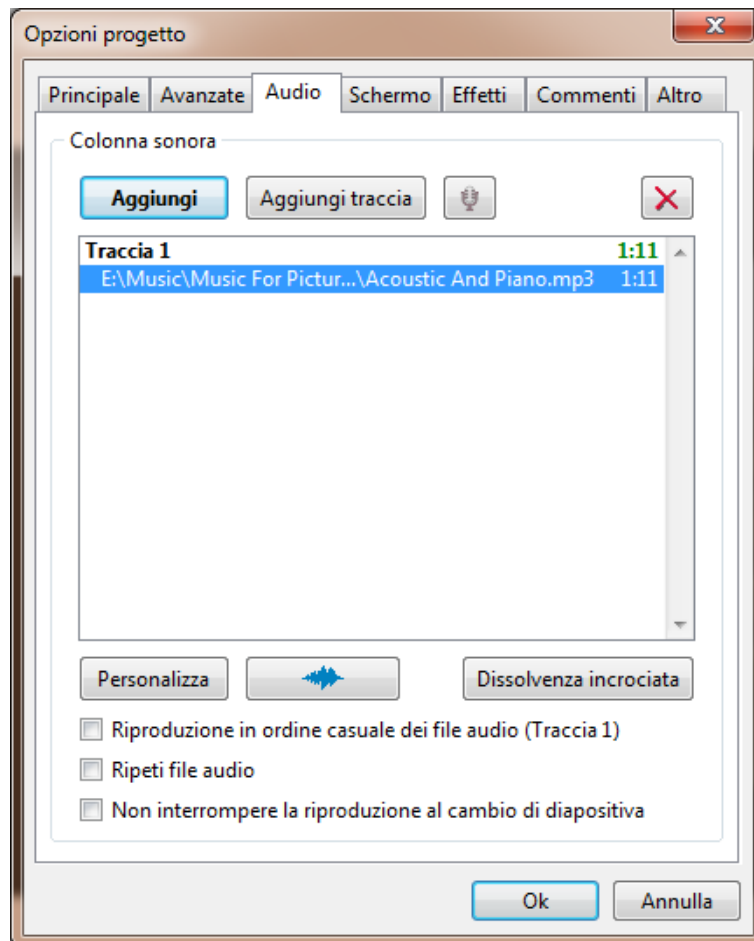 Opzioni progetto
Principale Avanzate Audio Schermo Effetti Commenti Altro
Colonna sonora
Aggiungi Aggiungi traccia
Traccia 1 1:11
E:\Music\Music For Pictur...\Acoustic And Piano.mp3 1:11
Personalizza Dissolvenza incrociata
Riproduzione in ordine casuale dei file audio (Traccia 1)
Ripeti file audio
Non interrompere la riproduzione al cambio di diapositiva
Ok Annulla